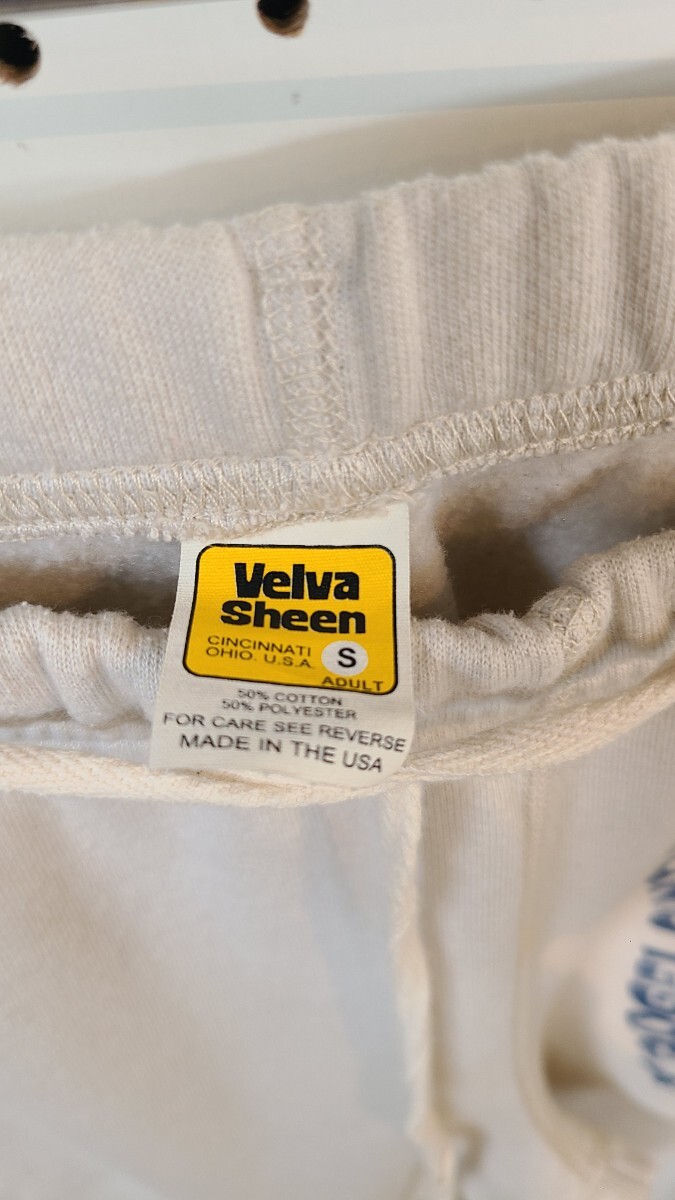 Velva
Sheen
CINCINNATI
OHIO. U.S.A. S
ADULT
50% COTTON
50% POLYESTER
FOR CARE SEE REVERSE
MADE IN THE USA